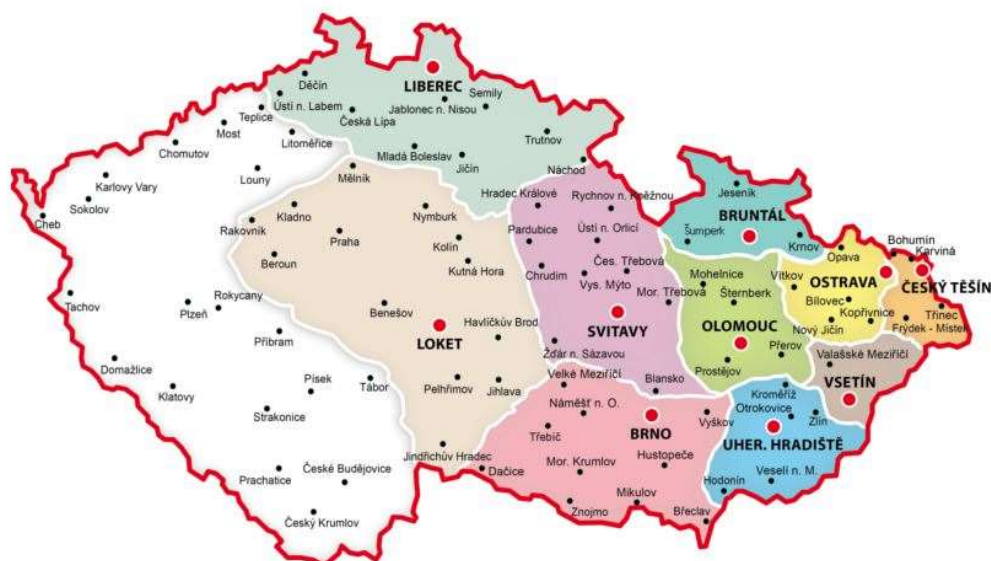 Děčín
LIBEREC
Ústí n. Labem
Jablonec n. Nisou
Semily
Teplice
Česká Lípa
Most
Litoměřice
Trutnov
Chomutov
Mladá Boleslav
Jičín
Náchod
Karlovy Vary
Louny
Mělník
Sokolov
Cheb
Hradec Králové
Rychnov n. Kněžnou
Jeseník
Kladno
Nymburk
BRUNTÁL
Rakovník
Praha
Kolín
Pardubice
Ústí n. Orlicí
Šumperk
Krnov
Opava
Bohumín
Karviná
Beroun
Kutná Hora
Chrudim
Čes. Třebová
Vys. Mýto
Mohelnice
Vítkov
OSTRAVA
ČESKÝ TĚŠÍN
Tachov
Rokycany
Plzeň
Benešov
Mor. Třebová
Šternberk
Bílovec
Kopřivnice
Třinec
Havlíčkův Brod
SVITAVY
OLOMOUC
Nový Jičín
Frýdek - Místek
Příbram
LOKET
Žďár n. Sázavou
Přerov
Valašské Meziříčí
Domažlice
Prostějov
Klatovy
Písek
Tábor
Pelhřimov
Jihlava
Velké Meziříčí
Blansko
VSETÍN
Kroměříž
Strakonice
Náměšť n. O.
Otrokovice
Zlín
Vyškov
Třebíč
BRNO
UHER. HRADIŠTĚ
Jindřichův Hradec
Hustopeče
Prachatice
České Budějovice
Dačice
Mor. Krumlov
Veselí n. M.
Hodonín
Mikulov
Český Krumlov
Znojmo
Břeclav